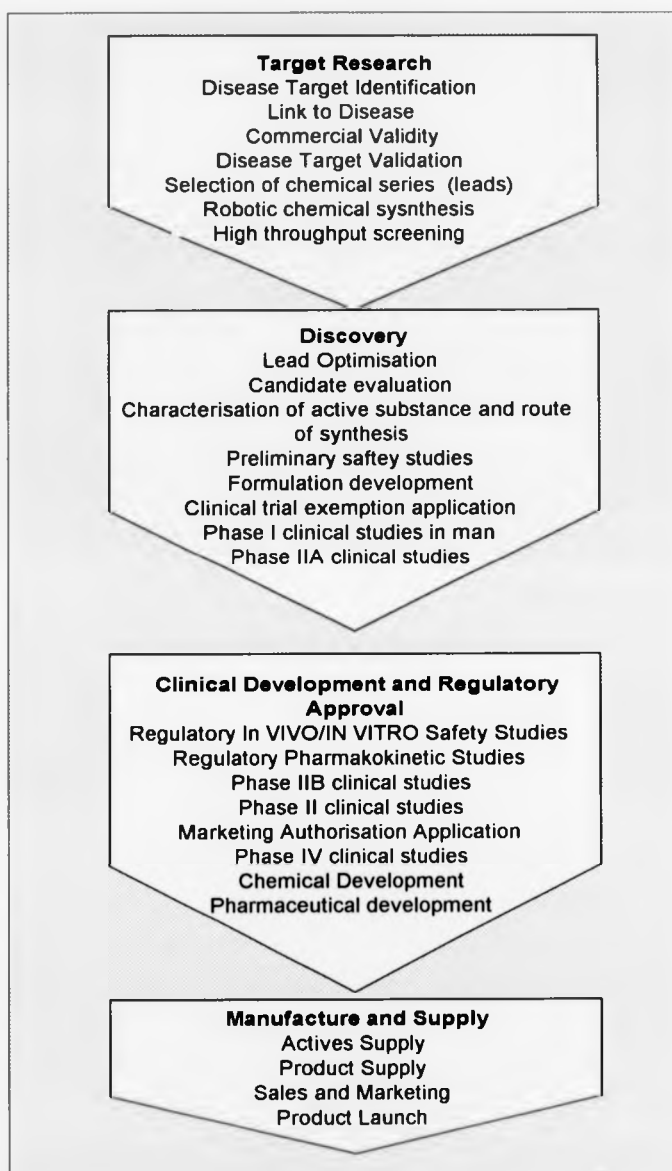 Target Research
Disease Target Identification
Link to Disease
Commercial Validity
Disease Target Validation
Selection of chemical series (leads)
Robotic chemical sysnthesis
High throughput screening
Discovery
Lead Optimisation
Candidate evaluation
Characterisation of active substance and route
of synthesis
Preliminary saftey studies
Formulation development
Clinical trial exemption application
Phase I clinical studies in man
Phase IIA clinical studies
Clinical Development and Regulatory
Approval
Regulatory In VIVO/IN VITRO Safety Studies
Regulatory Pharmakokinetic Studies
Phase IIB clinical studies
Phase II clinical studies
Marketing Authorisation Application
Phase IV clinical studies
Chemical Development
Pharmaceutical development
Manufacture and Supply
Actives Supply
Product Supply
Sales and Marketing
Product Launch